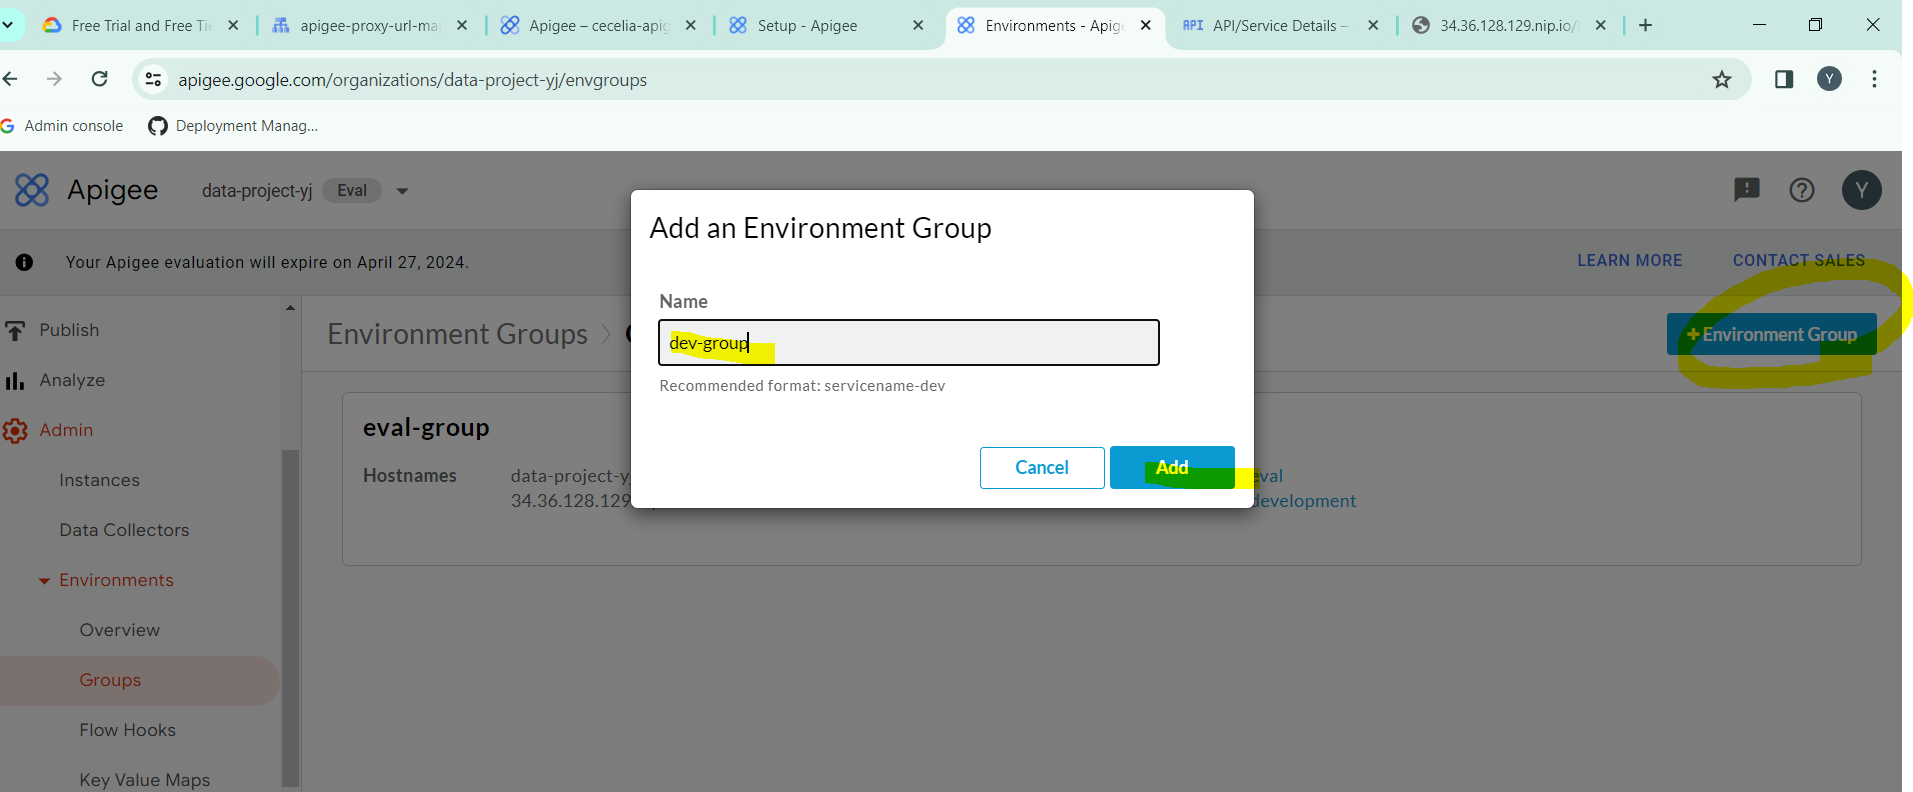 Free Trial and Free Tie
apigee-proxy-url-ma
Apigee – cecelia-apig
Setup - Apigee
Environments - Apige
API API/Service Details –
34.36.128.129.nip.io/
apigee.google.com/organizations/data-project-yj/envgroups
Y
Admin console
Deployment Manag...
Apigee
data-project-yj
Eval
Y
Your Apigee evaluation will expire on April 27, 2024.
LEARN MORE
CONTACT SALES
Publish
Analyze
Admin
Instances
Data Collectors
Environments
Overview
Groups
Flow Hooks
Key Value Maps
Environment Groups
+ Environment Group
eval-group
Hostnames
data-project-y
34.36.128.129
eval
development
Add an Environment Group
Name
dev-group
Recommended format: servicename-dev
Cancel
Add